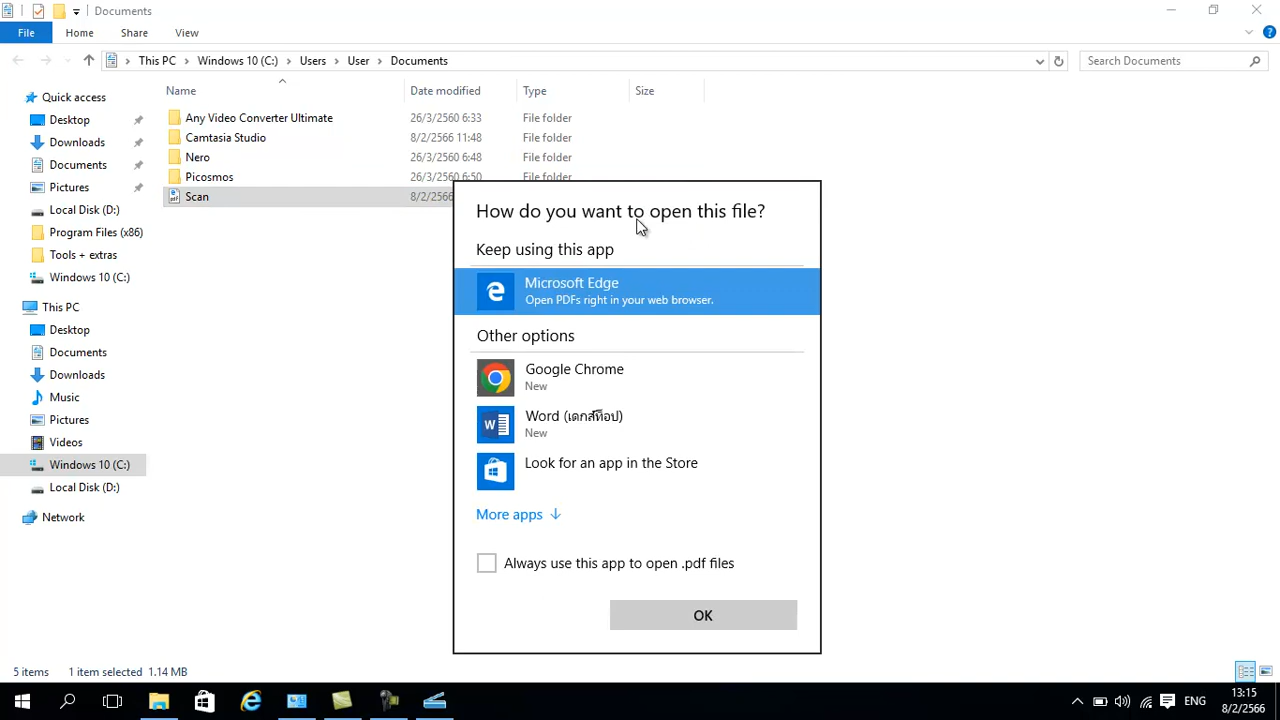 Documents
File Home Share View
This PC Windows 10 (C:) Users User Documents Search Documents
Name Date modified Type Size
Quick access
Desktop
Downloads
Documents
Pictures
Local Disk (D:)
Program Files (x86)
Tools + extras
Windows 10 (C:)
This PC
Desktop
Documents
Downloads
Music
Pictures
Videos
Windows 10 (C:)
Local Disk (D:)
Network
Any Video Converter Ultimate 26/3/2560 6:33 File folder
Camtasia Studio 8/2/2566 11:48 File folder
Nero 26/3/2560 6:48 File folder
Picosmos 26/3/2560 6:50 File folder
Scan 8/2/2566
How do you want to open this file?
Keep using this app
Microsoft Edge
Open PDFs right in your web browser.
Other options
Google Chrome
New
Word (เดกส์ท็อป)
New
Look for an app in the Store
More apps
Always use this app to open .pdf files
OK
5 items 1 item selected 1.14 MB
ENG
13:15
8/2/2566